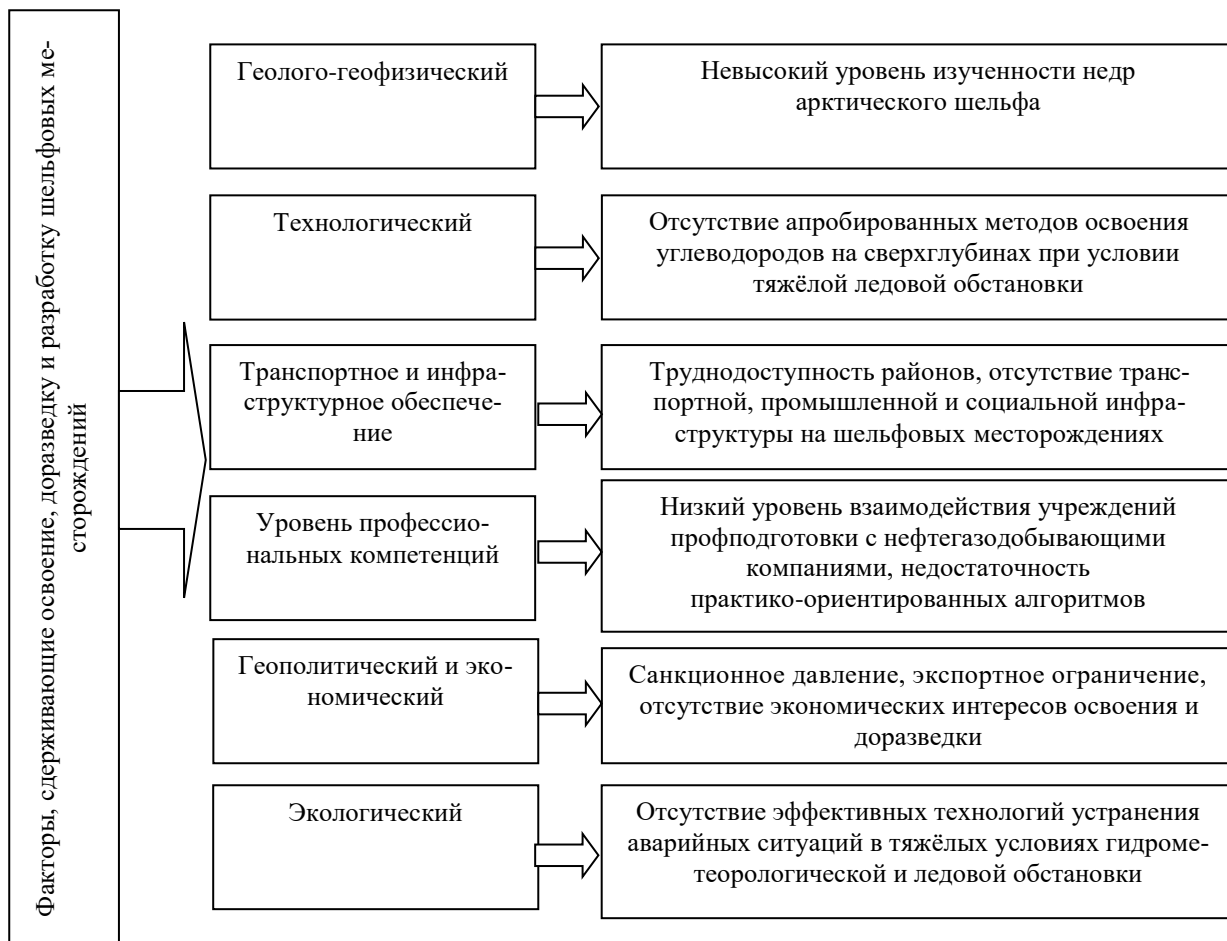 Факторы, сдерживающие освоение, доразведку и разработку шельфовых ме-
сторождений
Геолого-геофизический
Невысокий уровень изученности недр
арктического шельфа
Технологический
Отсутствие апробированных методов освоения
углеводородов на сверхглубинах при условии
тяжёлой ледовой обстановки
Транспортное и инфра-
структурное обеспече-
ние
Труднодоступность районов, отсутствие транс-
портной, промышленной и социальной инфра-
структуры на шельфовых месторождениях
Уровень профессио-
нальных компетенций
Низкий уровень взаимодействия учреждений
профподготовки с нефтегазодобывающими
компаниями, недостаточность
практико-ориентированных алгоритмов
Геополитический и эко-
номический
Санкционное давление, экспортное ограничение,
отсутствие экономических интересов освоения и
доразведки
Экологический
Отсутствие эффективных технологий устранения
аварийных ситуаций в тяжёлых условиях гидроме-
теорологической и ледовой обстановки